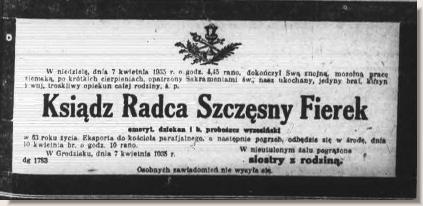 W niedzielę, dnia 7 kwietnia 1935 r. o godz. 4,45 rano, dokończył Swą znojną, mozolną pracę
ziemską, po krótkich cierpieniach, opatrzony Sakramentami św., nasz ukochany, jedyny brat, kuzyn
i wuj, troskliwy opiekun całej rodziny, ś. p.
Ksiądz Radca Szczęsny Fierek
emeryt. dziekan i b. proboszcz wrzesiński
w 63 roku życia. Eksporta do kościoła parafjalnego, a następnie pogrzeb, odbędzie się w środę, dnia
10 kwietnia br. o godz. 10 rano.
W nieutulonym żalu pogrążone
W Grodzisku, dnia 7 kwietnia 1935 r.
siostry z rodziną.
dg 1783
Osobnych zawiadomień nie wysyła się.